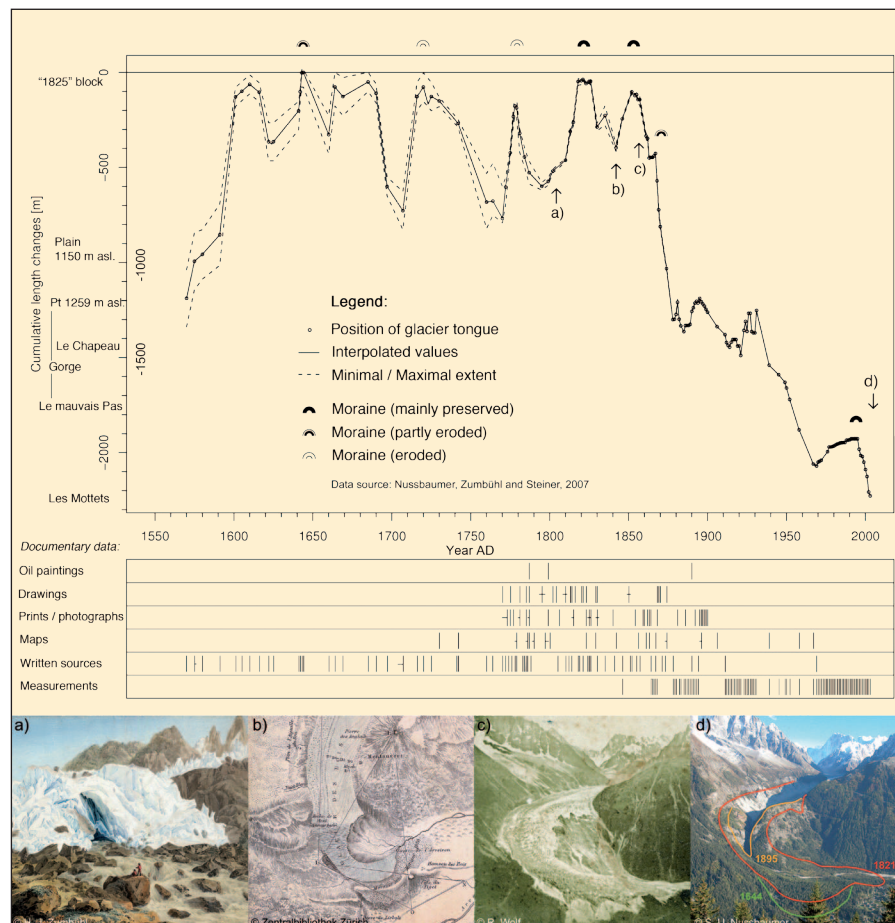 "1825" block
0
−500
-1000
-1500
−2000
Cumulative length changes [m]
Plain
1150 m asl.
Pt 1259 m asl.
Le Chapeau
Gorge
Le mauvais Pas
Les Mottets
a)
b)
c)
d)
Legend:
Position of glacier tongue
Interpolated values
Minimal / Maximal extent
Moraine (mainly preserved)
Moraine (partly eroded)
Moraine (eroded)
Data source: Nussbaumer, Zumbühl and Steiner, 2007
1550 1600 1650 1700 1750 1800 1850 1900 1950 2000
Year AD
Documentary data:
Oil paintings
Drawings
Prints / photographs
Maps
Written sources
Measurements
a)
b)
c)
d)
1895
1821
1644
© Zentralbibliothek Zürich
© R. Wolf
© S. U. Nussbaumer